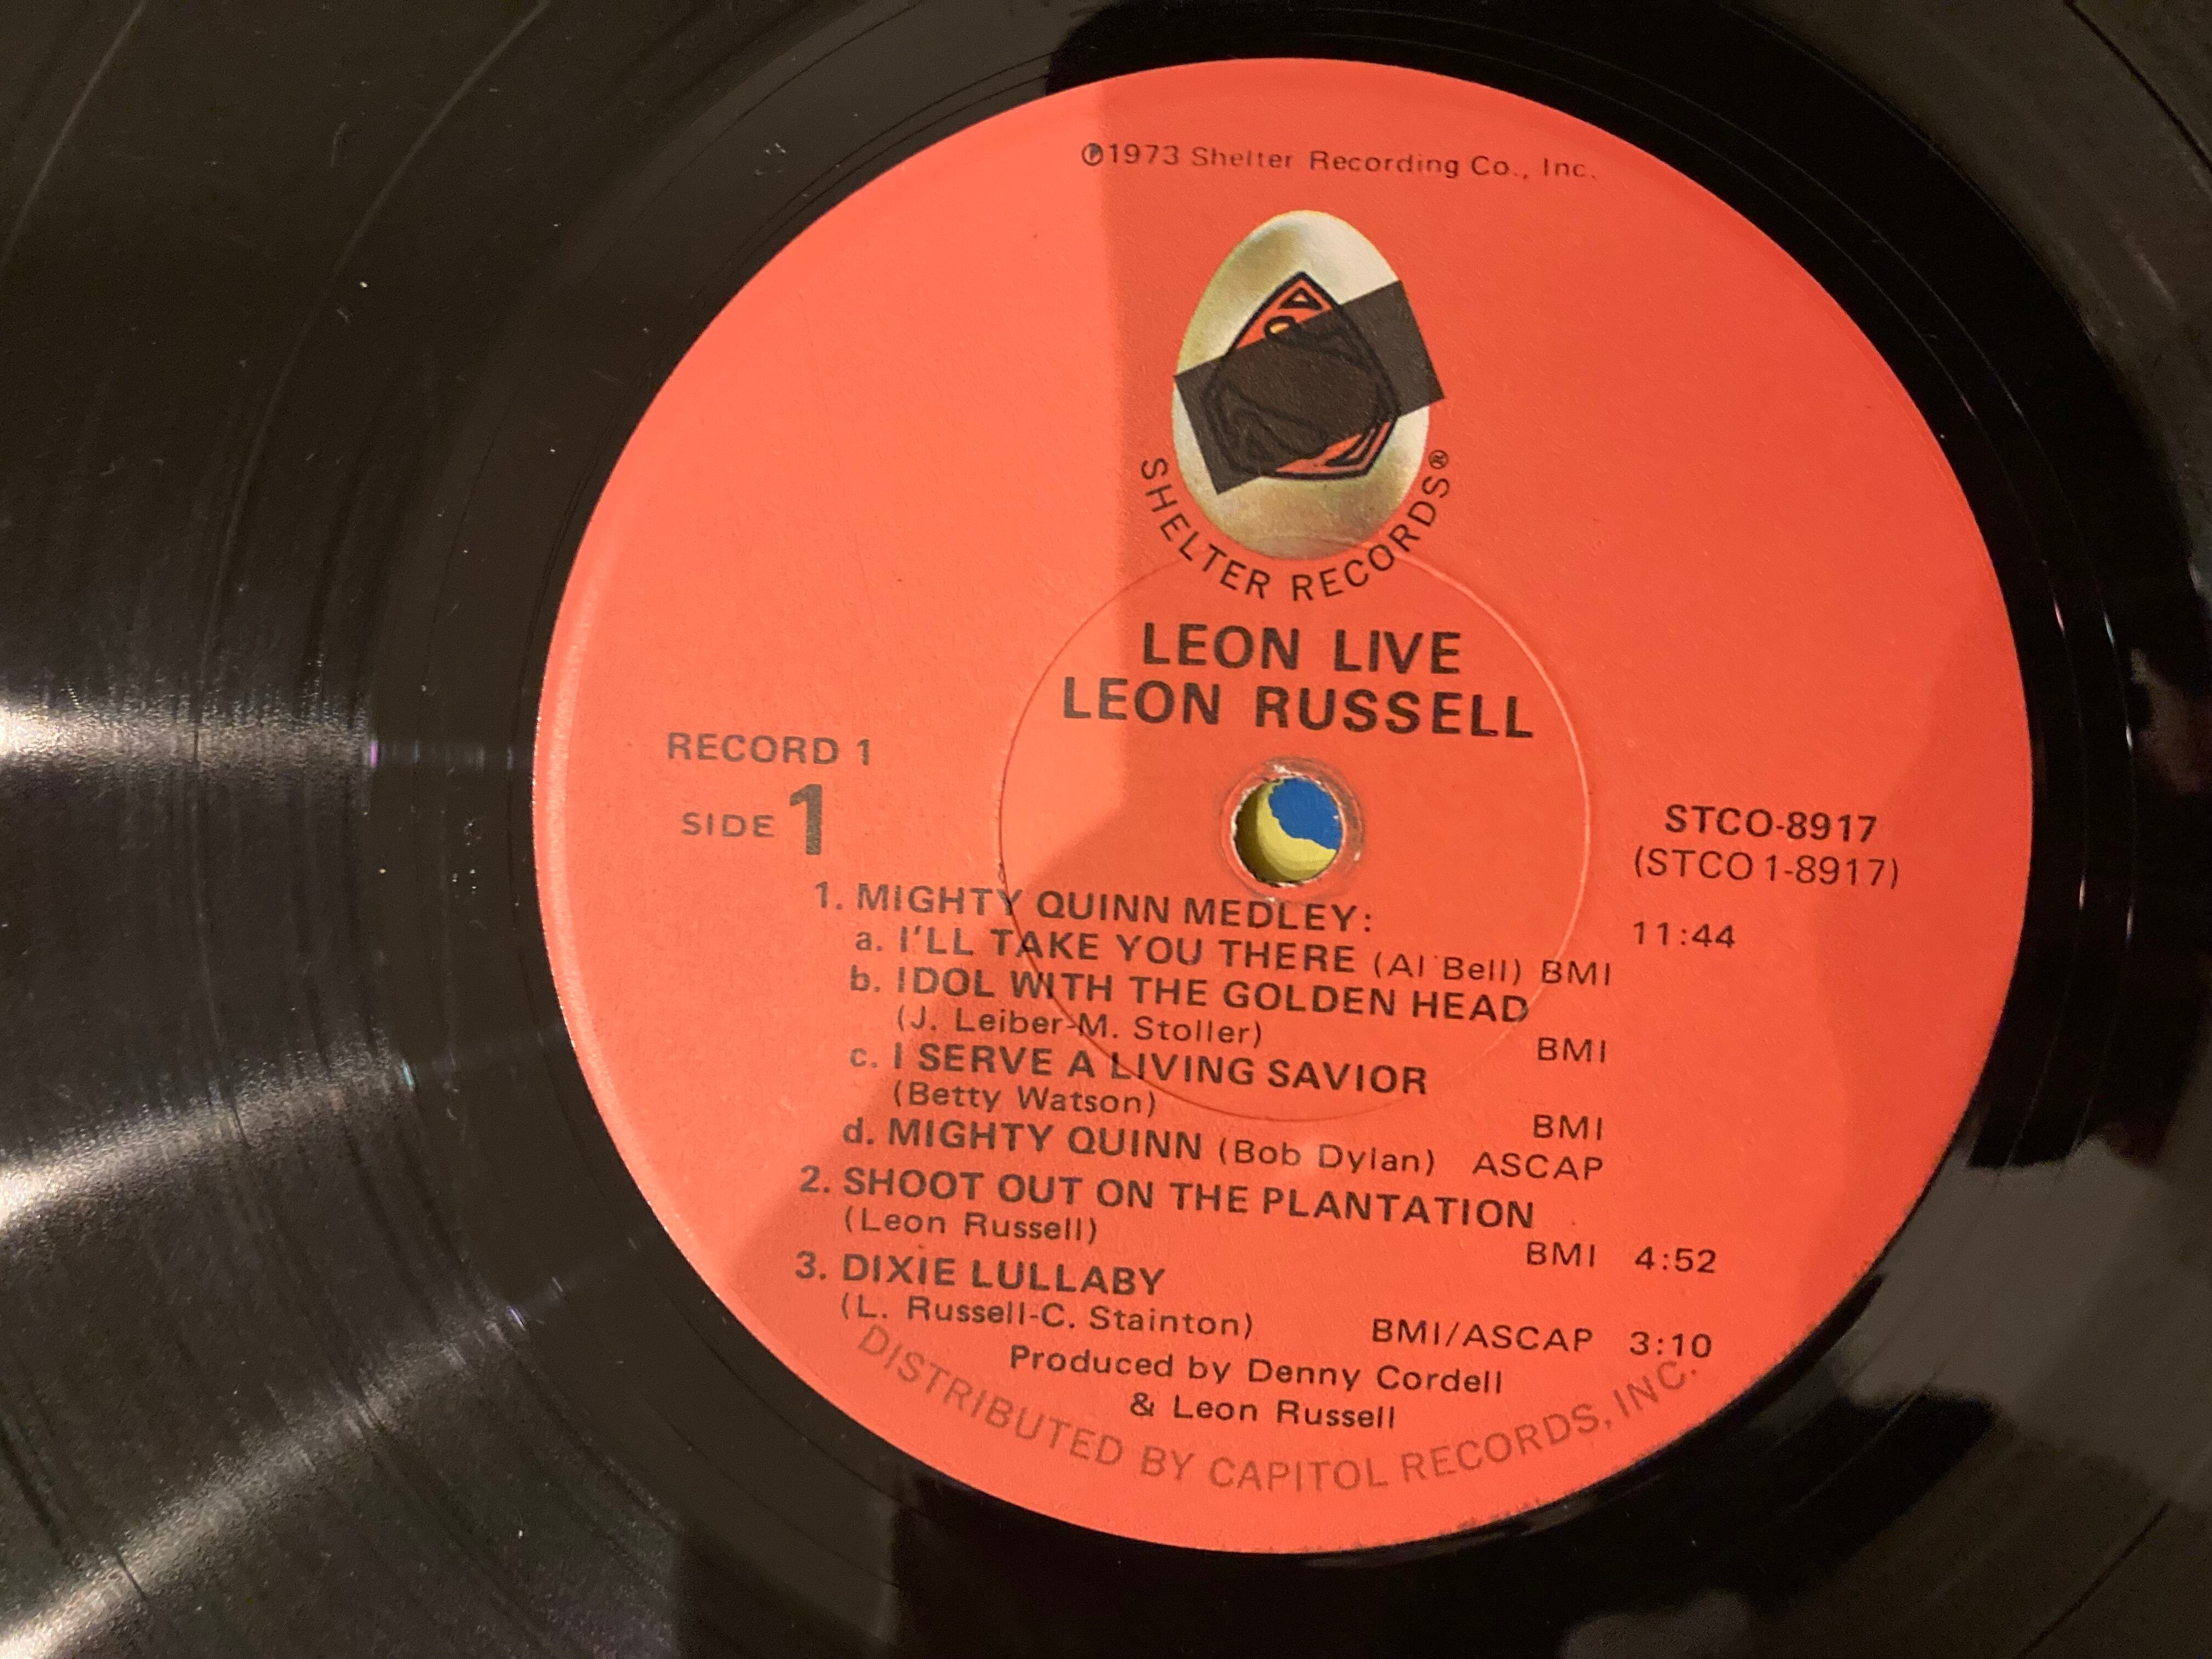 ℗1973 Shelter Recording Co., Inc.
SHELTER RECORDS®
LEON LIVE
LEON RUSSELL
RECORD 1
SIDE 1
STCO-8917
(STCO 1-8917)
1. MIGHTY QUINN MEDLEY: 11:44
a. I'LL TAKE YOU THERE (Al Bell) BMI
b. IDOL WITH THE GOLDEN HEAD
(J. Leiber-M. Stoller) BMI
c. I SERVE A LIVING SAVIOR
(Betty Watson) BMI
d. MIGHTY QUINN (Bob Dylan) ASCAP
2. SHOOT OUT ON THE PLANTATION
(Leon Russell) BMI 4:52
3. DIXIE LULLABY
(L. Russell-C. Stainton) BMI/ASCAP 3:10
Produced by Denny Cordell
& Leon Russell
DISTRIBUTED BY CAPITOL RECORDS, INC.